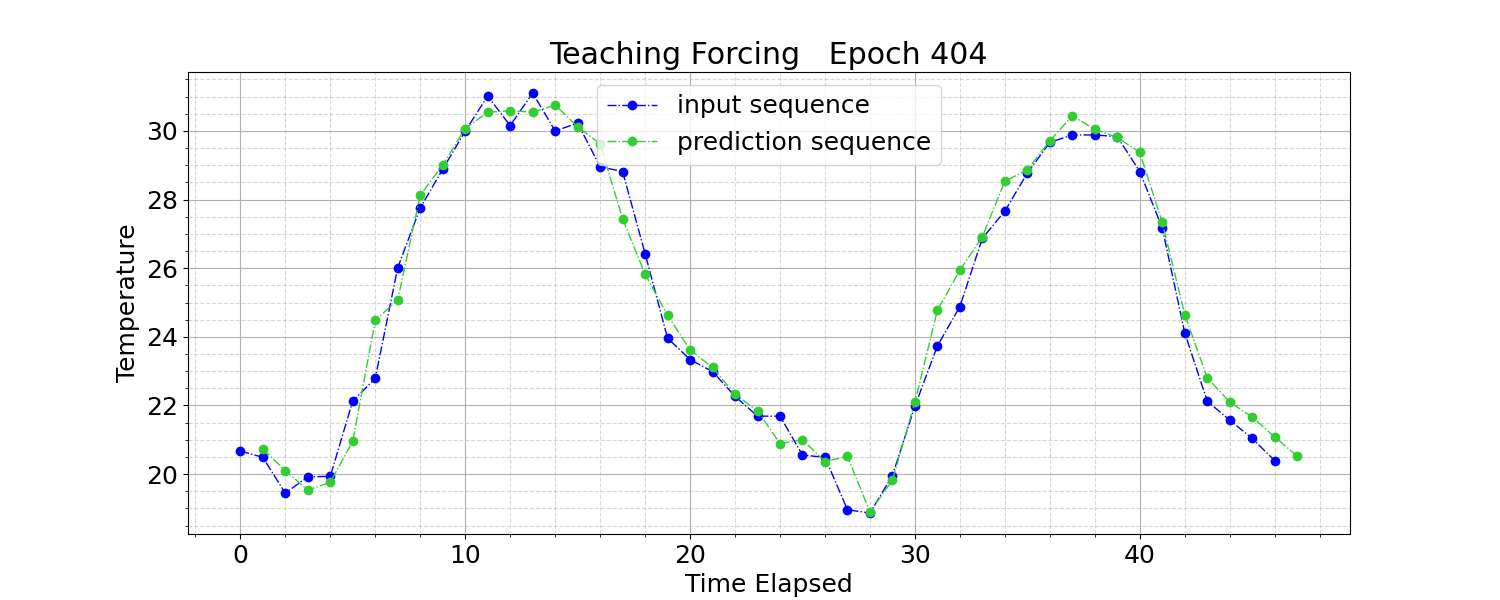 Teaching Forcing   Epoch 404
input sequence
prediction sequence
Temperature
30
28
26
24
22
20
0 10 20 30 40
Time Elapsed